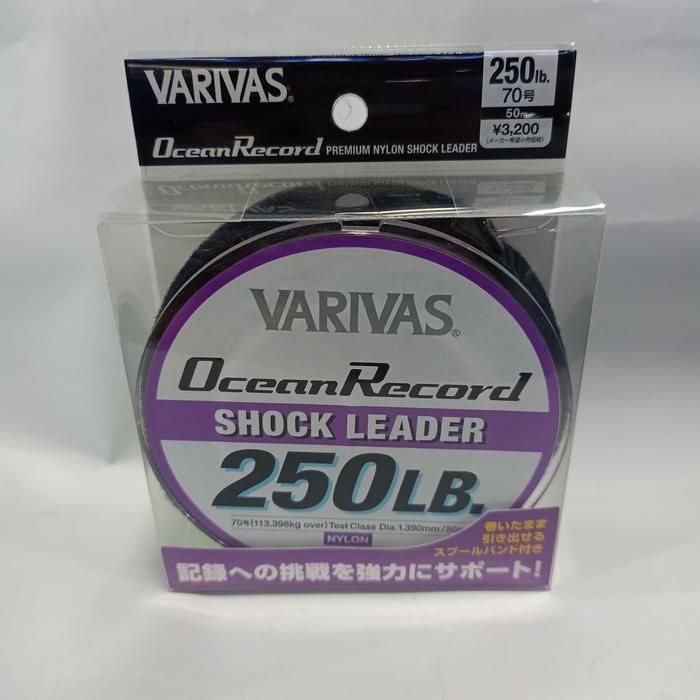 VARIVAS®
OceanRecord PREMIUM NYLON SHOCK LEADER
250lb.
70号
50m
¥3,200
(メーカー希望小売価格)
VARIVAS®
OceanRecord
SHOCK LEADER
250LB.
70号(113.398kg over) Test Class Dia.1.390mm/
NYLON
巻いたまま
引き出せる
スプールバンド付き
記録への挑戦を強力にサポート!